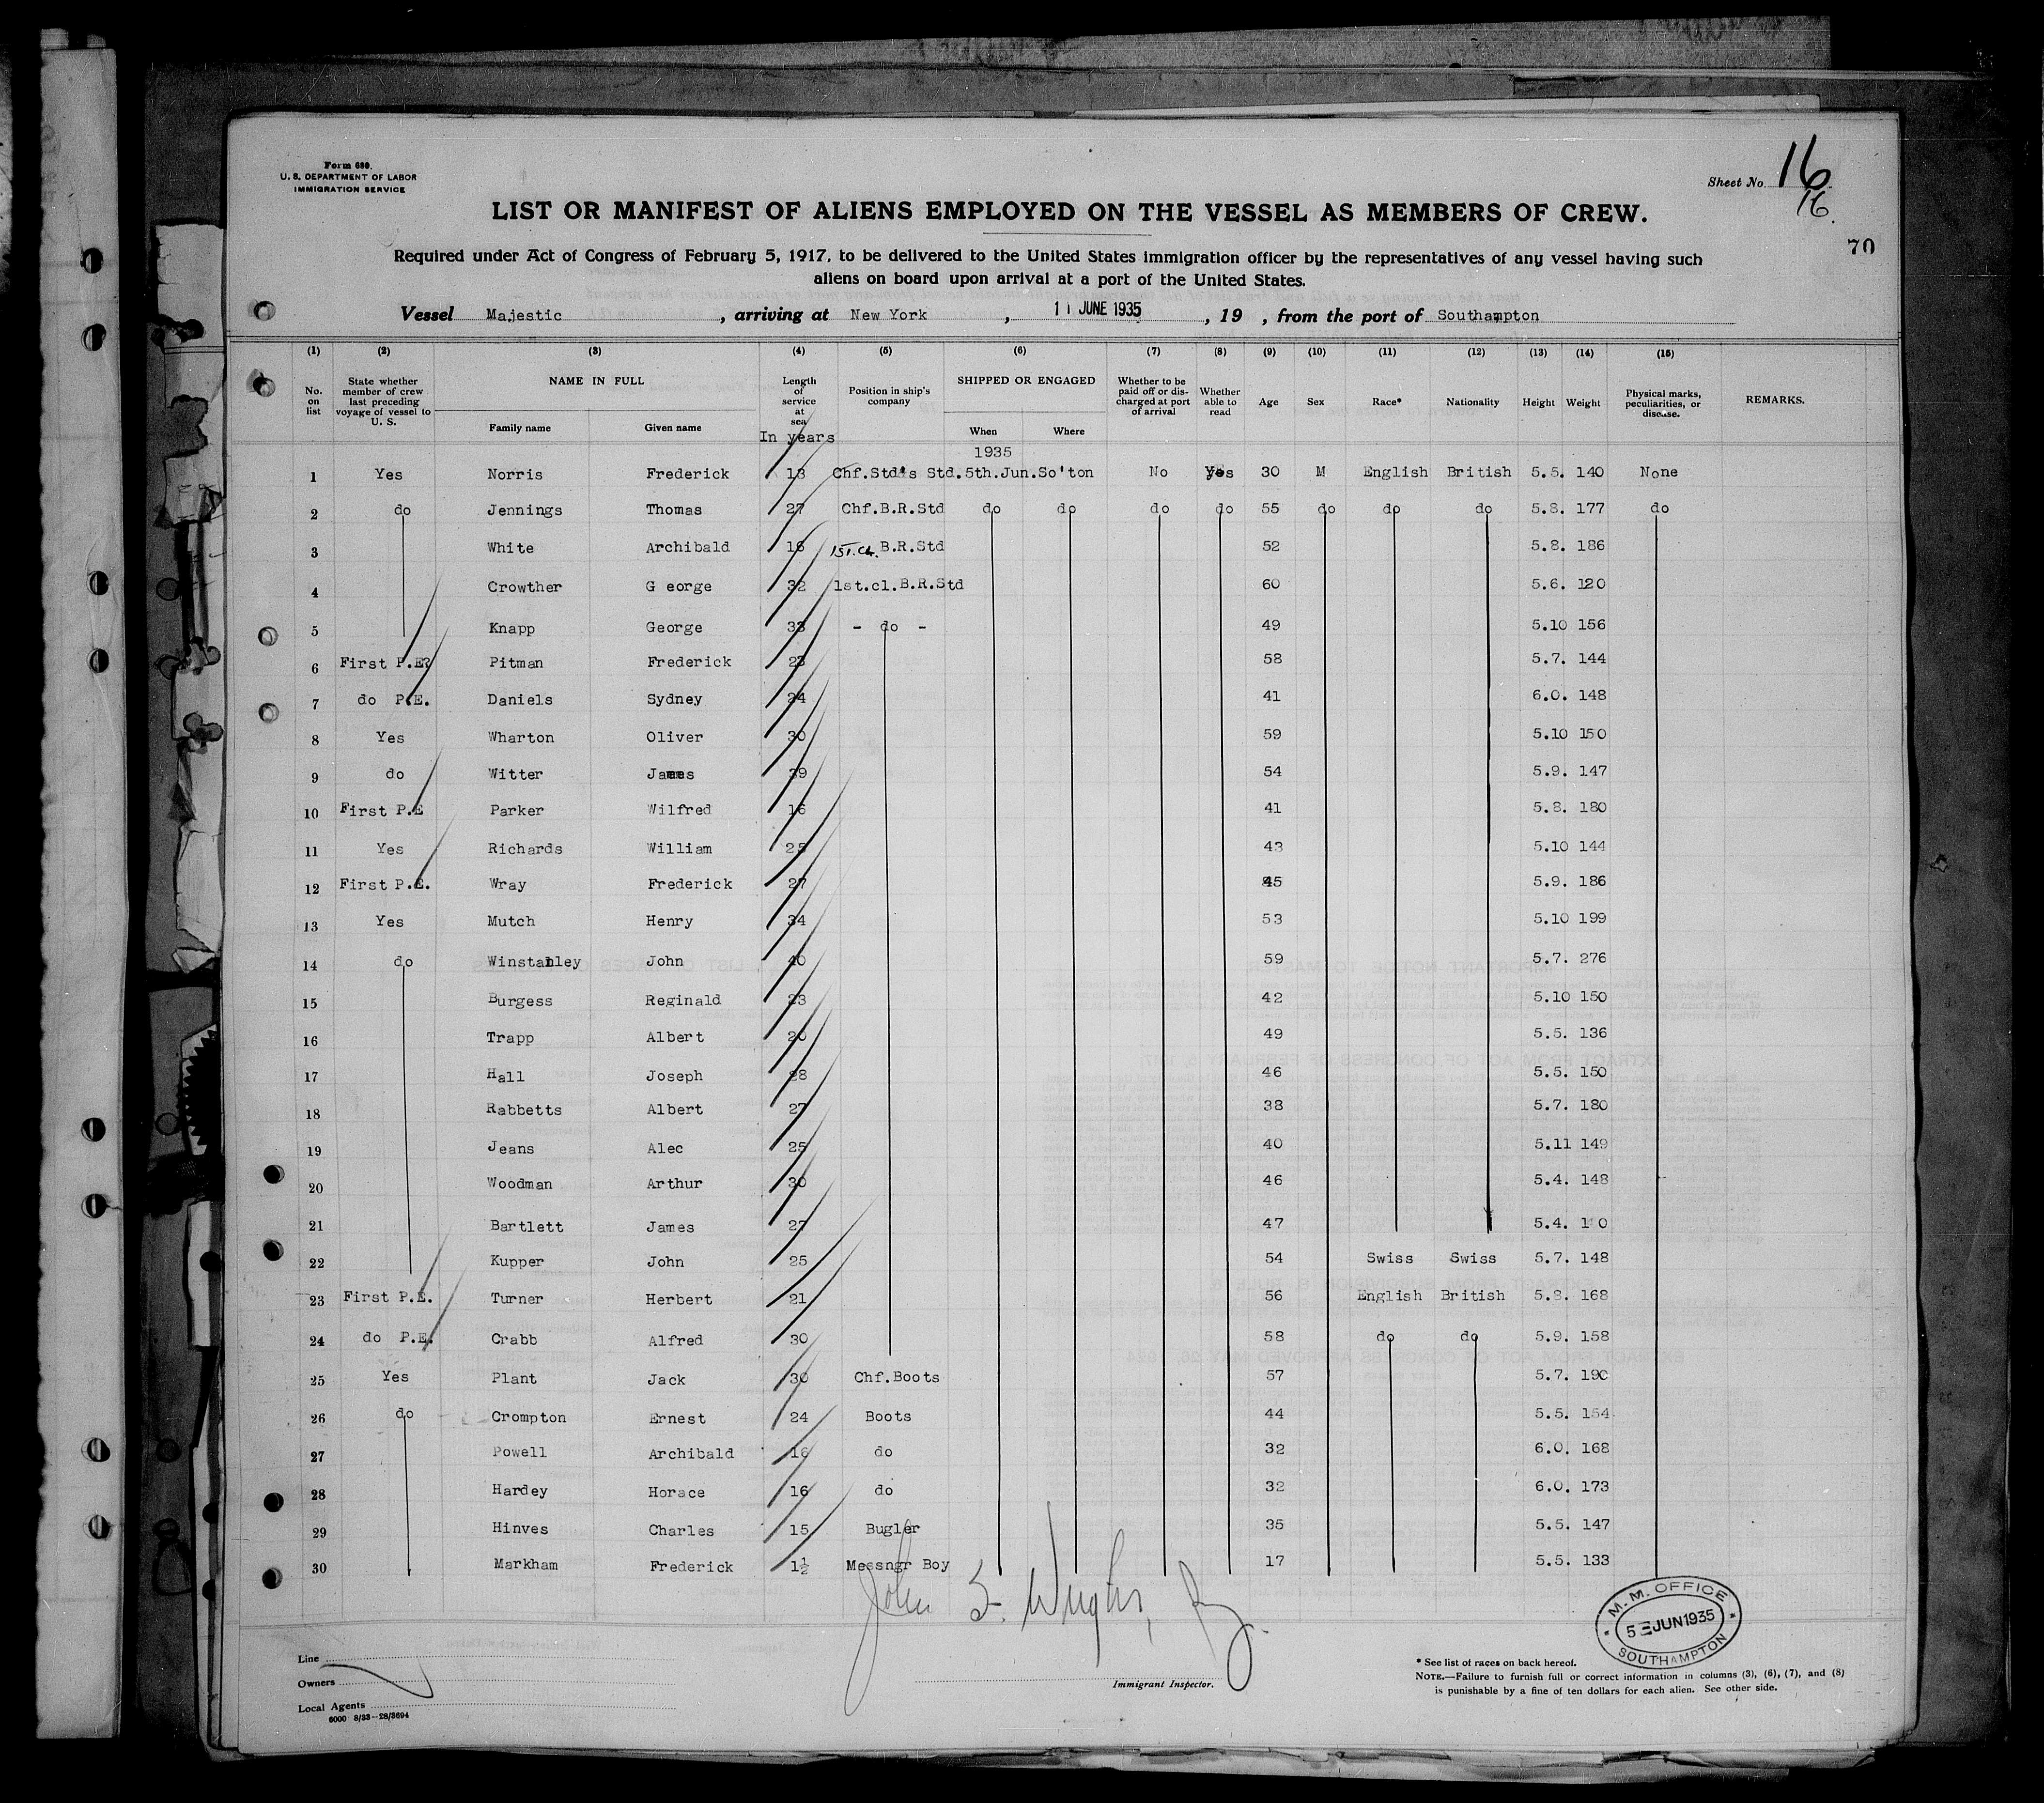 Form 680.
U. S. DEPARTMENT OF LABOR
IMMIGRATION SERVICE
Sheet No. 16
16.
70
LIST OR MANIFEST OF ALIENS EMPLOYED ON THE VESSEL AS MEMBERS OF CREW.
Required under Act of Congress of February 5, 1917, to be delivered to the United States immigration officer by the representatives of any vessel having such
aliens on board upon arrival at a port of the United States.
Vessel Majestic, arriving at New York, 11 JUNE 1935, 19 , from the port of Southampton
(1) (2) (3) (4) (5) (6) (7) (8) (9) (10) (11) (12) (13) (14) (15)
No. on list State whether member of crew last preceding voyage of vessel to U. S. NAME IN FULL Length of service at sea Position in ship's company SHIPPED OR ENGAGED Whether to be paid off or discharged at port of arrival Whether able to read Age Sex Race* Nationality Height Weight Physical marks, peculiarities, or disease. REMARKS.
Family name Given name In years When Where
1935
1 Yes Norris Frederick 13 Chf.Std's Std. 5th.Jun. So'ton No Yes 30 M English British 5.5. 140 None
2 do Jennings Thomas 27 Chf.B.R.Std do do do do 55 do do do 5.8. 177 do
3 White Archibald 16 1st.cl. B.R.Std 52 5.8. 186
4 Crowther G eorge 32 1st.cl.B.R.Std 60 5.6. 120
5 Knapp George 33 - do - 49 5.10 156
6 First P.E? Pitman Frederick 23 58 5.7. 144
7 do P.E. Daniels Sydney 24 41 6.0. 148
8 Yes Wharton Oliver 30 59 5.10 150
9 do Witter James 39 54 5.9. 147
10 First P.E Parker Wilfred 16 41 5.8. 180
11 Yes Richards William 25 43 5.10 144
12 First P.E. Wray Frederick 27 45 5.9. 186
13 Yes Mutch Henry 34 53 5.10 199
14 do Winstanley John 40 59 5.7. 276
15 Burgess Reginald 23 42 5.10 150
16 Trapp Albert 20 49 5.5. 136
17 Hall Joseph 28 46 5.5. 150
18 Rabbetts Albert 27 38 5.7. 180
19 Jeans Alec 25 40 5.11 149
20 Woodman Arthur 30 46 5.4. 148
21 Bartlett James 27 47 5.4.
22 Kupper John 25 54 Swiss Swiss 5.7. 148
23 First P.E. Turner Herbert 21 56 English British 5.8. 168
24 do P.E. Crabb Alfred 30 58 do do 5.9. 158
25 Yes Plant Jack 30 Chf.Boots 57 5.7. 190
26 do Crompton Ernest 24 Boots 44 5.5. 154
27 Powell Archibald 16 do 32 6.0. 168
28 Hardey Horace 16 do 32 6.0. 173
29 Hinves Charles 15 Bugler 35 5.5. 147
30 Markham Frederick 1½ Messngr Boy 17 5.5. 133
John
M. M. OFFICE
5 JUN 1935
SOUTHAMPTON
Line
Owners
Local Agents
6000 8/33—28/3694
Immigrant Inspector.
* See list of races on back hereof.
NOTE.—Failure to furnish full or correct information in columns (3), (6), (7), and (8)
is punishable by a fine of ten dollars for each alien. See other side.